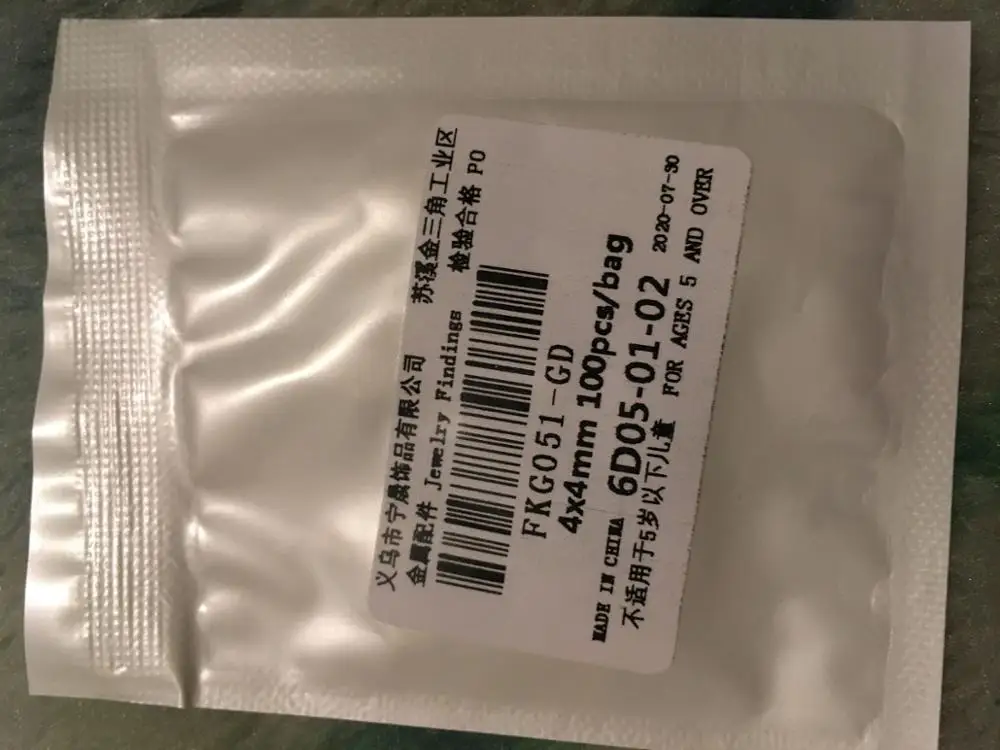 义乌市宁晟饰品有限公司 苏溪金三角工业区
金属配件 Jewelry Findings 检验合格 P0
FKG051-GD
4x4mm 100pcs/bag
MADE IN CHINA 6D05-01-02 2020-07-30
不适用于5岁以下儿童 FOR AGES 5 AND OVER